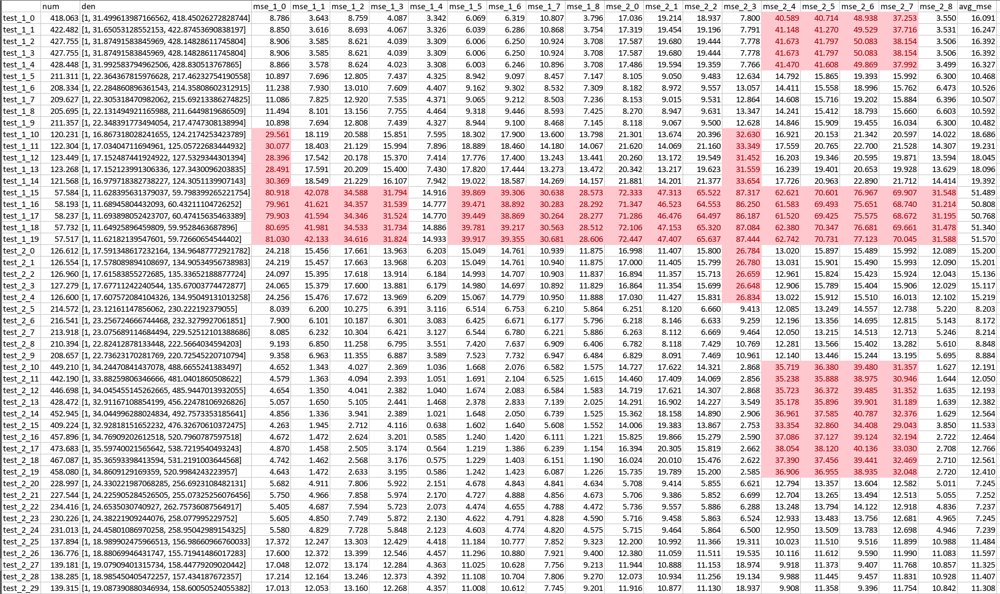 num den mse_1_0 mse_1_1 mse_1_2 mse_1_3 mse_1_4 mse_1_5 mse_1_6 mse_1_7 mse_1_8 mse_2_0 mse_2_1 mse_2_2 mse_2_3 mse_2_4 mse_2_5 mse_2_6 mse_2_7 mse_2_8 avg_mse
test_1_0 418.063 [1, 31.499613987166562, 418.45026272828744] 8.786 3.643 8.759 4.087 3.342 6.069 6.319 10.807 3.796 17.036 19.214 18.937 7.800 40.589 40.714 48.938 37.253 3.550 16.091
test_1_1 422.482 [1, 31.65053128552153, 422.87453690838197] 8.850 3.616 8.693 4.067 3.326 6.039 6.286 10.868 3.754 17.319 19.454 19.196 7.791 41.148 41.270 49.529 37.716 3.531 16.247
test_1_2 427.755 [1, 31.87491583845969, 428.14828611745804] 8.906 3.585 8.621 4.039 3.309 6.006 6.250 10.924 3.708 17.587 19.680 19.444 7.778 41.673 41.797 50.083 38.154 3.506 16.392
test_1_3 427.755 [1, 31.87491583845969, 428.14828611745804] 8.906 3.585 8.621 4.039 3.309 6.006 6.250 10.924 3.708 17.587 19.680 19.444 7.778 41.673 41.797 50.083 38.154 3.506 16.392
test_1_4 428.448 [1, 31.992583794962506, 428.830513767865] 8.866 3.578 8.624 4.023 3.308 6.003 6.246 10.896 3.708 17.486 19.594 19.359 7.766 41.470 41.608 49.869 37.992 3.499 16.327
test_1_5 211.311 [1, 22.364367815976628, 217.46232754190558] 10.897 7.696 12.805 7.437 4.325 8.942 9.097 8.457 7.147 8.105 9.050 9.483 12.634 14.792 15.865 19.393 15.992 6.300 10.468
test_1_6 208.334 [1, 22.284860896361543, 214.35808602312915] 11.238 7.930 13.010 7.609 4.407 9.162 9.302 8.532 7.309 8.182 8.972 9.557 13.057 14.411 15.558 18.996 15.762 6.473 10.526
test_1_7 209.627 [1, 22.305318470982062, 215.69213386274825] 11.086 7.825 12.920 7.535 4.371 9.065 9.212 8.503 7.236 8.153 9.015 9.531 12.864 14.608 15.716 19.202 15.884 6.396 10.507
test_1_8 205.695 [1, 22.131494921165988, 211.6449819686509] 11.494 8.101 13.156 7.755 4.464 9.318 9.446 8.593 7.425 8.270 8.947 9.631 13.347 14.241 15.412 18.793 15.660 6.603 10.592
test_1_9 211.357 [1, 22.348391773494054, 217.4747308138994] 10.898 7.694 12.808 7.439 4.327 8.944 9.100 8.468 7.145 8.118 9.067 9.500 12.628 14.846 15.909 19.455 16.034 6.300 10.482
test_1_10 120.231 [1, 16.867318028241655, 124.2174253423789] 29.561 18.119 20.588 15.851 7.595 18.302 17.900 13.600 13.798 21.301 13.674 20.396 32.630 16.921 20.153 21.342 20.597 14.022 18.686
test_1_11 122.304 [1, 17.03404711694961, 125.05722683444932] 30.077 18.403 21.129 15.994 7.896 18.889 18.460 14.180 14.067 21.620 14.069 21.160 33.349 17.559 20.765 22.700 21.528 14.307 19.231
test_1_12 123.449 [1, 17.152487441924922, 127.5329344301394] 28.396 17.542 20.178 15.370 7.414 17.776 17.400 13.243 13.441 20.260 13.172 19.549 31.452 16.203 19.346 20.595 19.871 13.594 18.045
test_1_13 123.268 [1, 17.152123991306336, 127.3430096203835] 28.491 17.591 20.209 15.400 7.430 17.820 17.444 13.273 13.472 20.342 13.217 19.623 31.559 16.239 19.401 20.653 19.928 13.629 18.096
test_1_14 121.568 [1, 16.979718382738227, 124.3051139907143] 30.369 18.549 21.229 16.107 7.942 19.022 18.587 14.269 14.157 21.881 14.201 21.377 33.654 17.726 20.963 22.890 21.712 14.414 19.392
test_1_15 57.584 [1, 11.628395631379037, 59.798399265221754] 80.918 42.078 34.588 31.794 14.916 39.869 39.306 30.638 28.573 72.333 47.313 65.522 87.317 62.621 70.601 76.967 69.907 31.548 51.489
test_1_16 58.193 [1, 11.68945804432093, 60.43211104726252] 79.961 41.621 34.357 31.539 14.777 39.471 38.892 30.283 28.292 71.347 46.523 64.553 86.250 61.583 69.493 75.651 68.740 31.214 50.808
test_1_17 58.237 [1, 11.693898052423707, 60.47415635463389] 79.903 41.594 34.346 31.524 14.770 39.449 38.869 30.264 28.277 71.286 46.476 64.497 86.187 61.520 69.425 75.575 68.672 31.195 50.768
test_1_18 57.732 [1, 11.64925896459809, 59.9528463687896] 80.695 41.981 34.533 31.734 14.886 39.781 39.217 30.563 28.512 72.106 47.153 65.320 87.084 62.380 70.347 76.681 69.661 31.478 51.340
test_1_19 57.517 [1, 11.62182139547601, 59.72660654544402] 81.030 42.133 34.616 31.824 14.933 39.917 39.355 30.681 28.606 72.447 47.407 65.637 87.444 62.742 70.731 77.123 70.045 31.588 51.570
test_2_0 126.612 [1, 17.591348617232164, 134.96487772921782] 24.218 15.456 17.661 13.963 6.203 15.049 14.761 10.939 11.875 16.998 11.407 15.800 26.784 13.020 15.897 15.489 15.992 12.089 15.200
test_2_1 126.554 [1, 17.578089894108697, 134.90534956738983] 24.219 15.457 17.663 13.968 6.203 15.049 14.761 10.940 11.875 17.000 11.405 15.799 26.780 13.031 15.901 15.490 15.993 12.090 15.201
test_2_2 126.960 [1, 17.61583855272685, 135.33652188877724] 24.097 15.395 17.618 13.914 6.184 14.993 14.707 10.903 11.837 16.894 11.357 15.713 26.659 12.961 15.824 15.423 15.924 12.043 15.136
test_2_3 127.279 [1, 17.67711242240544, 135.67003774472877] 24.065 15.379 17.600 13.881 6.179 14.980 14.697 10.892 11.829 16.864 11.354 15.699 26.648 12.906 15.789 15.404 15.906 12.029 15.117
test_2_4 126.600 [1, 17.607572084104326, 134.95049131013258] 24.256 15.476 17.672 13.969 6.209 15.067 14.779 10.950 11.888 17.030 11.427 15.831 26.834 13.022 15.912 15.510 16.013 12.102 15.219
test_2_5 214.572 [1, 23.12161147856062, 230.222192379055] 8.039 6.200 10.275 6.391 3.116 6.514 6.753 6.210 5.864 6.251 8.120 6.660 9.413 12.085 13.249 14.557 12.738 5.220 8.203
test_2_6 216.541 [1, 23.256724666744468, 232.3279927061851] 7.900 6.101 10.187 6.301 3.083 6.425 6.671 6.177 5.796 6.218 8.146 6.633 9.259 12.196 13.356 14.695 12.815 5.143 8.172
test_2_7 213.918 [1, 23.075689114684494, 229.52512101388686] 8.085 6.232 10.304 6.421 3.127 6.544 6.780 6.221 5.886 6.263 8.112 6.669 9.464 12.050 13.215 14.513 12.713 5.246 8.214
test_2_8 210.394 [1, 22.82412878133448, 222.5664034594203] 9.193 6.850 11.258 6.795 3.551 7.420 7.637 6.909 6.406 6.782 8.118 7.429 10.769 12.281 13.566 15.402 13.282 5.610 8.848
test_2_9 208.657 [1, 22.73623170281769, 220.72545220710794] 9.358 6.963 11.355 6.887 3.589 7.523 7.732 6.947 6.484 6.829 8.091 7.469 10.961 12.140 13.446 15.244 13.195 5.695 8.884
test_2_10 449.210 [1, 34.24470841437078, 488.6655241383497] 4.652 1.343 4.027 2.369 1.036 1.668 2.076 6.582 1.575 14.727 17.622 14.321 2.868 35.719 36.380 39.480 31.357 1.627 12.191
test_2_11 442.190 [1, 33.88259806346666, 481.0401860508622] 4.579 1.363 4.094 2.393 1.051 1.691 2.104 6.525 1.615 14.460 17.409 14.069 2.856 35.238 35.888 38.975 30.946 1.644 12.050
test_2_12 446.698 [1, 34.045455145262665, 485.9447013932055] 4.654 1.350 4.041 2.382 1.040 1.674 2.083 6.584 1.583 14.719 17.621 14.307 2.868 35.723 36.372 39.485 31.352 1.635 12.193
test_2_13 428.472 [1, 32.91167108854199, 456.22478106926826] 5.057 1.650 5.105 2.441 1.468 2.378 2.833 7.139 2.025 14.291 16.902 14.227 3.549 35.178 35.896 39.901 31.189 1.639 12.382
test_2_14 452.945 [1, 34.044996288024834, 492.7573353185641] 4.856 1.336 3.941 2.389 1.021 1.648 2.050 6.739 1.525 15.362 18.158 14.890 2.906 36.961 37.585 40.787 32.376 1.629 12.564
test_2_15 409.224 [1, 32.92818151652232, 476.32670610372475] 4.263 1.945 2.712 4.116 0.638 1.602 1.640 5.608 1.552 14.006 19.383 13.867 2.753 33.354 32.860 34.408 29.043 3.850 11.533
test_2_16 457.896 [1, 34.76909202612518, 520.7960787597518] 4.672 1.472 2.624 3.201 0.585 1.240 1.420 6.111 1.221 15.825 19.866 15.279 2.590 37.086 37.127 39.124 32.194 2.722 12.464
test_2_17 473.683 [1, 35.59740021565642, 538.7219540493243] 4.870 1.458 2.505 3.174 0.564 1.219 1.386 6.239 1.154 16.394 20.305 15.819 2.662 38.054 38.120 40.136 33.030 2.708 12.766
test_2_18 467.087 [1, 35.36593398413594, 531.2191003644568] 4.742 1.462 2.568 3.176 0.575 1.229 1.403 6.151 1.190 16.024 20.010 15.476 2.622 37.390 37.456 39.441 32.469 2.710 12.561
test_2_19 458.080 [1, 34.8609129169359, 520.9984243223957] 4.643 1.472 2.633 3.195 0.586 1.242 1.423 6.087 1.226 15.735 19.789 15.200 2.585 36.906 36.955 38.935 32.048 2.720 12.410
test_2_20 228.997 [1, 24.330221987068285, 256.6923108482131] 5.682 4.911 7.806 5.922 2.151 4.678 4.843 4.841 4.634 5.708 9.414 5.855 6.621 12.794 13.357 13.604 12.582 5.011 7.245
test_2_21 227.544 [1, 24.225905284526505, 255.07325256076456] 5.750 4.966 7.858 5.974 2.170 4.727 4.888 4.856 4.673 5.706 9.386 5.852 6.699 12.704 13.265 13.494 12.513 5.055 7.252
test_2_22 234.416 [1, 24.6535030740927, 262.75736087564917] 5.405 4.687 7.594 5.723 2.073 4.474 4.655 4.788 4.472 5.736 9.557 5.886 6.288 13.248 13.794 14.122 12.918 4.836 7.237
test_2_23 230.226 [1, 24.38221909244076, 258.077995229752] 5.605 4.850 7.749 5.872 2.130 4.622 4.791 4.828 4.590 5.716 9.458 5.863 6.524 12.933 13.483 13.756 12.681 4.965 7.245
test_2_24 231.013 [1, 24.45801086970258, 258.95042989154325] 5.580 4.829 7.728 5.848 2.123 4.603 4.774 4.820 4.575 5.715 9.464 5.864 6.500 12.950 13.509 13.783 12.698 4.946 7.239
test_2_25 137.894 [1, 18.989902475966513, 156.98660966760033] 17.372 12.247 13.303 12.429 4.418 11.184 10.777 7.852 9.323 12.200 10.992 11.366 19.311 10.023 11.510 9.516 11.899 10.988 11.484
test_2_26 136.776 [1, 18.88069946431747, 155.71941486017283] 17.600 12.372 13.399 12.546 4.457 11.296 10.880 7.921 9.400 12.380 11.059 11.511 19.535 10.116 11.612 9.590 11.990 11.083 11.597
test_2_27 139.181 [1, 19.07909401315734, 158.44779209020442] 17.048 12.072 13.174 12.284 4.363 11.025 10.628 7.756 9.213 11.944 10.888 11.153 18.974 9.918 11.373 9.407 11.768 10.857 11.325
test_2_28 138.285 [1, 18.985450405472257, 157.434187672357] 17.214 12.164 13.246 12.373 4.392 11.108 10.704 7.806 9.270 12.073 10.934 11.256 19.134 9.988 11.445 9.457 11.831 10.928 11.407
test_2_29 139.315 [1, 19.087390880346934, 158.60050524055382] 17.013 12.053 13.160 12.268 4.357 11.008 10.612 7.745 9.201 11.916 10.877 11.130 18.937 9.908 11.358 9.396 11.754 10.842 11.308